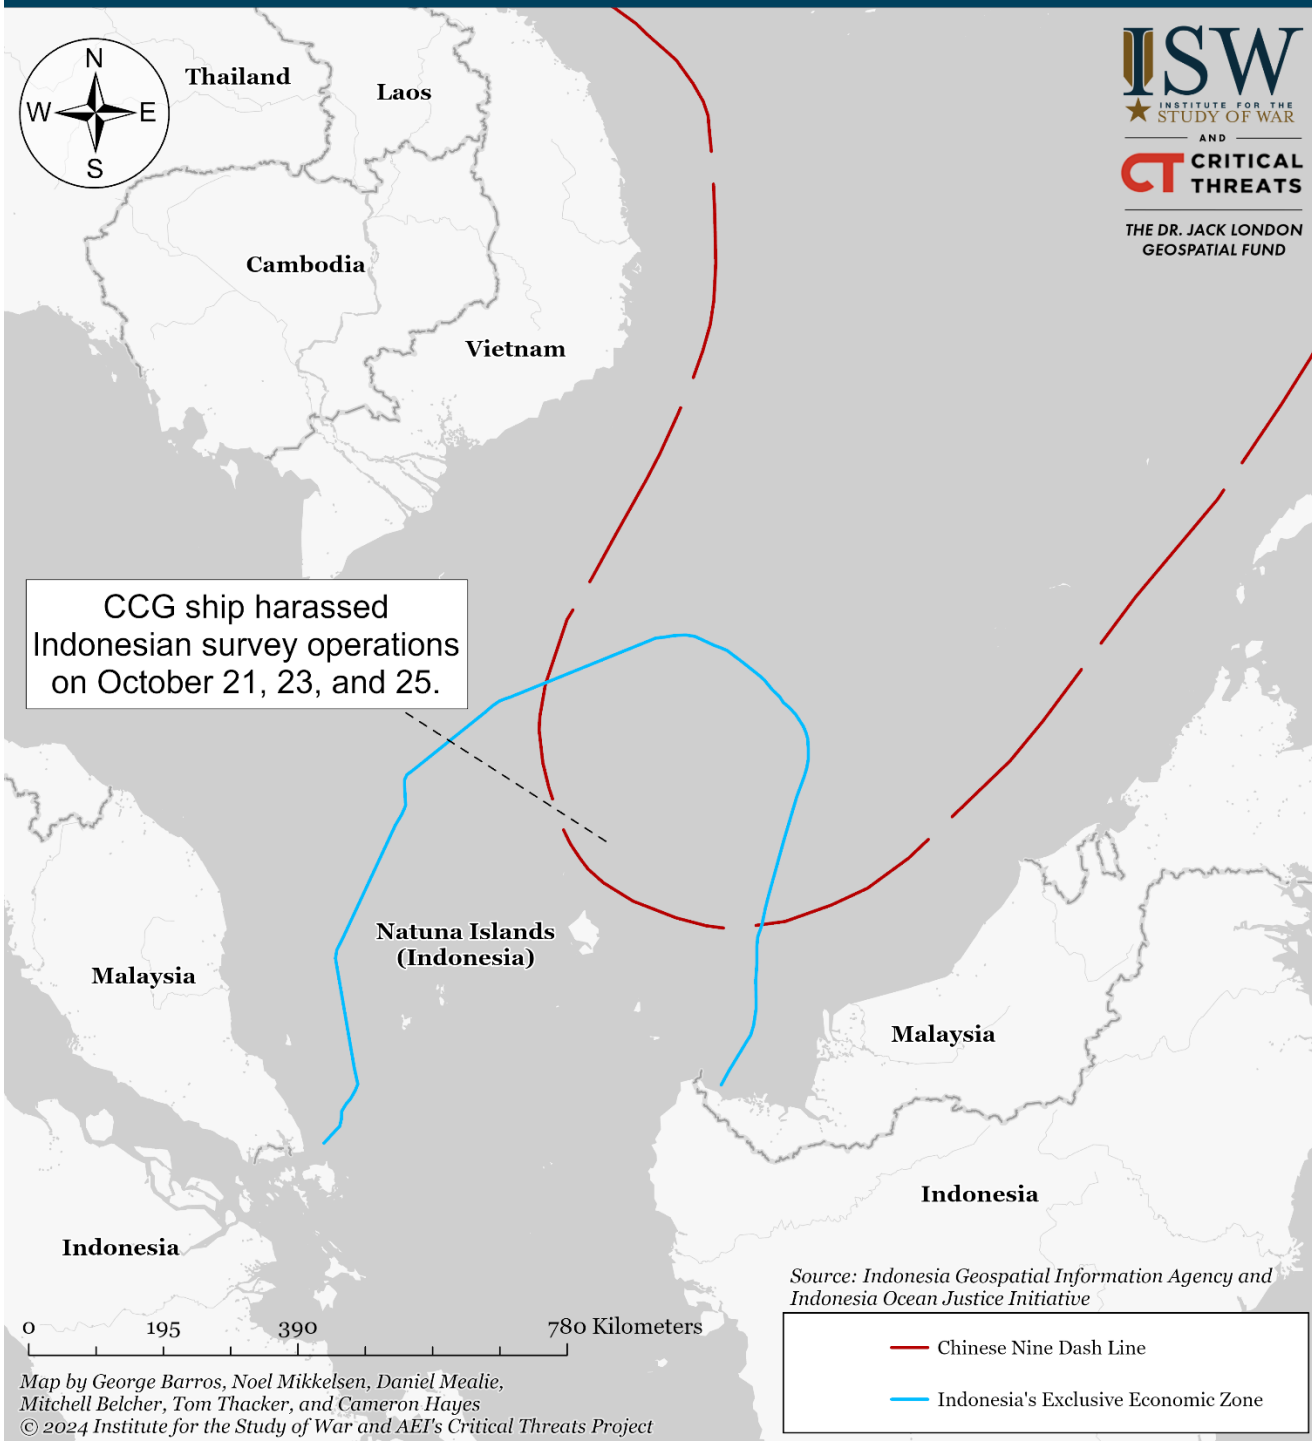 N
W E
S
Thailand
Laos
ISW
INSTITUTE FOR THE
STUDY OF WAR
AND
CT CRITICAL
THREATS
THE DR. JACK LONDON
GEOSPATIAL FUND
Cambodia
Vietnam
CCG ship harassed
Indonesian survey operations
on October 21, 23, and 25.
Natuna Islands
(Indonesia)
Malaysia
Malaysia
Indonesia
Indonesia
Source: Indonesia Geospatial Information Agency and
Indonesia Ocean Justice Initiative
0 195 390 780 Kilometers
Chinese Nine Dash Line
Indonesia's Exclusive Economic Zone
Map by George Barros, Noel Mikkelsen, Daniel Mealie,
Mitchell Belcher, Tom Thacker, and Cameron Hayes
© 2024 Institute for the Study of War and AEI's Critical Threats Project